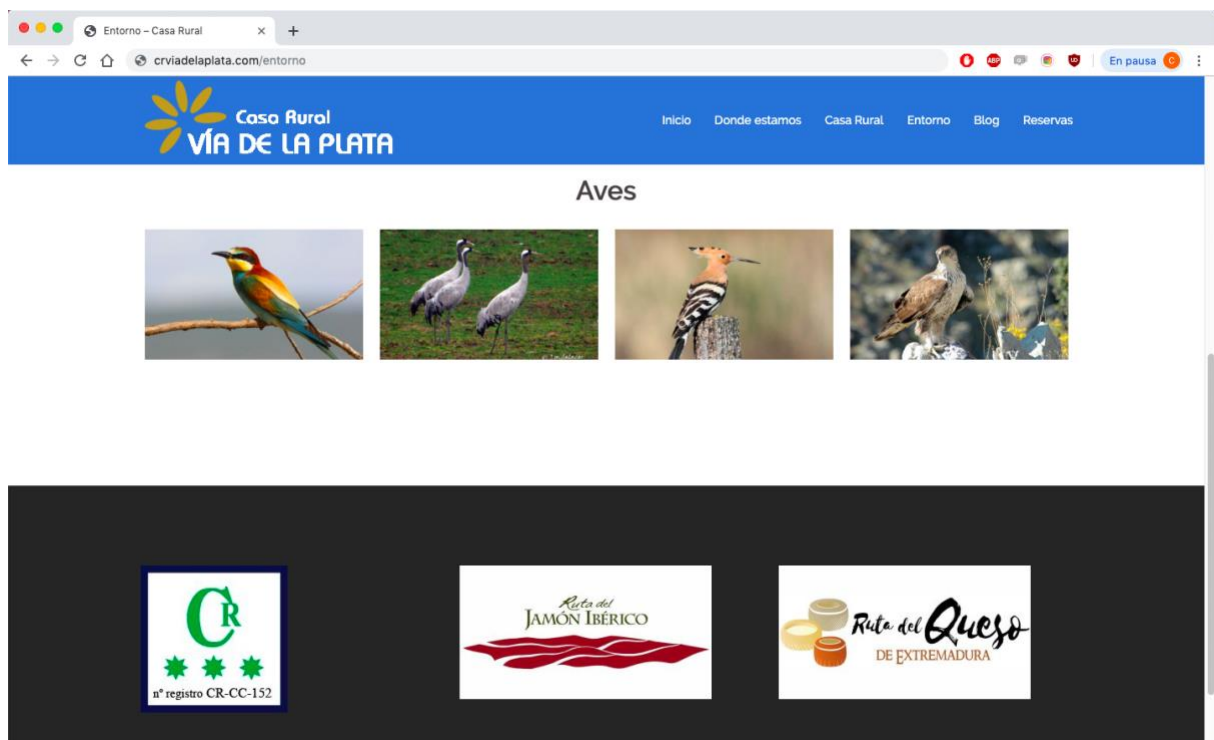 Entorno – Casa Rural
crviadelaplata.com/entorno
ABP
En pausa
C
Casa Rural
VÍA DE LA PLATA
Inicio Donde estamos Casa Rural Entorno Blog Reservas
Aves
CR
nº registro CR-CC-152
Ruta del
JAMÓN IBÉRICO
Ruta del Queso
DE EXTREMADURA